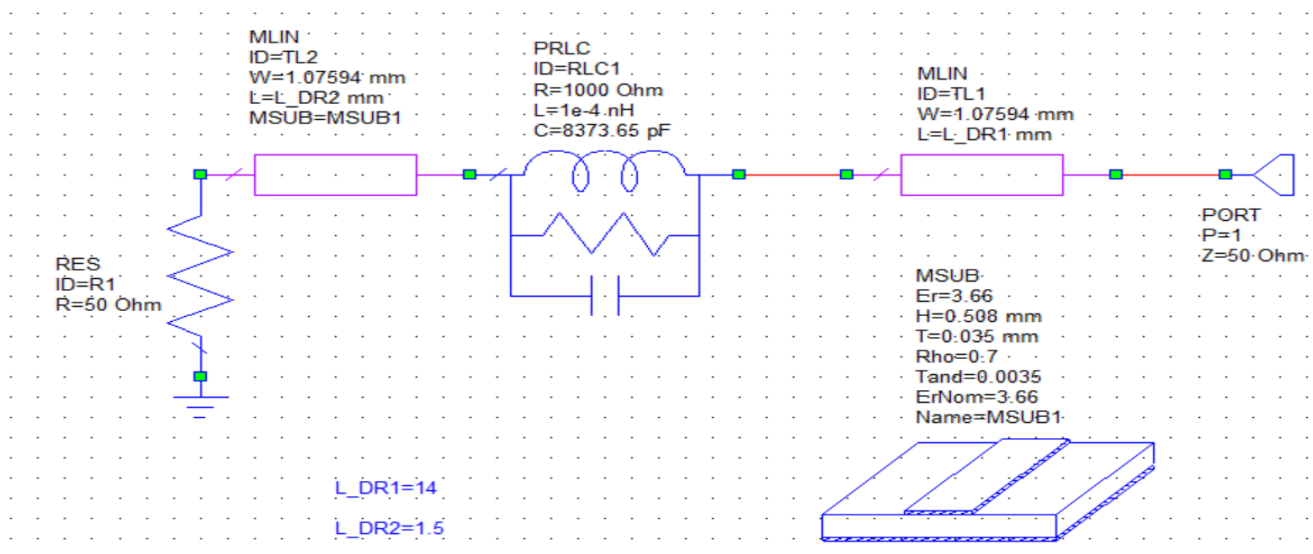 MLIN
ID=TL2
W=1.07594 mm
L=L_DR2 mm
MSUB=MSUB1
PRLC
ID=RLC1
R=1000 Ohm
L=1e-4 nH
C=8373.65 pF
MLIN
ID=TL1
W=1.07594 mm
L=L_DR1 mm
PORT
P=1
Z=50 Ohm
RES
ID=R1
R=50 Ohm
MSUB
Er=3.66
H=0.508 mm
T=0.035 mm
Rho=0.7
Tand=0.0035
ErNom=3.66
Name=MSUB1
L_DR1=14
L_DR2=1.5